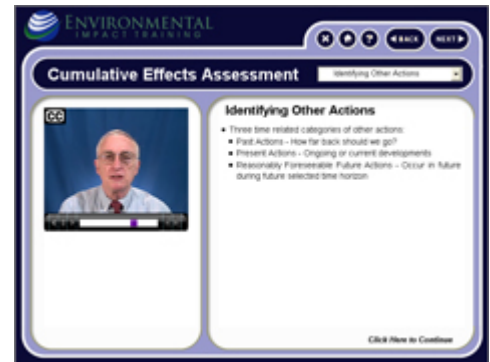 ENVIRONMENTAL
IMPACT TRAINING
BACK
NEXT
Cumulative Effects Assessment
Identifying Other Actions
CC
Identifying Other Actions
Three time related categories of other actions:
Past Actions - How far back should we go?
Present Actions - Ongoing or current developments
Reasonably Foreseeable Future Actions - Occur in future
during future selected time horizon
Click Here to Continue